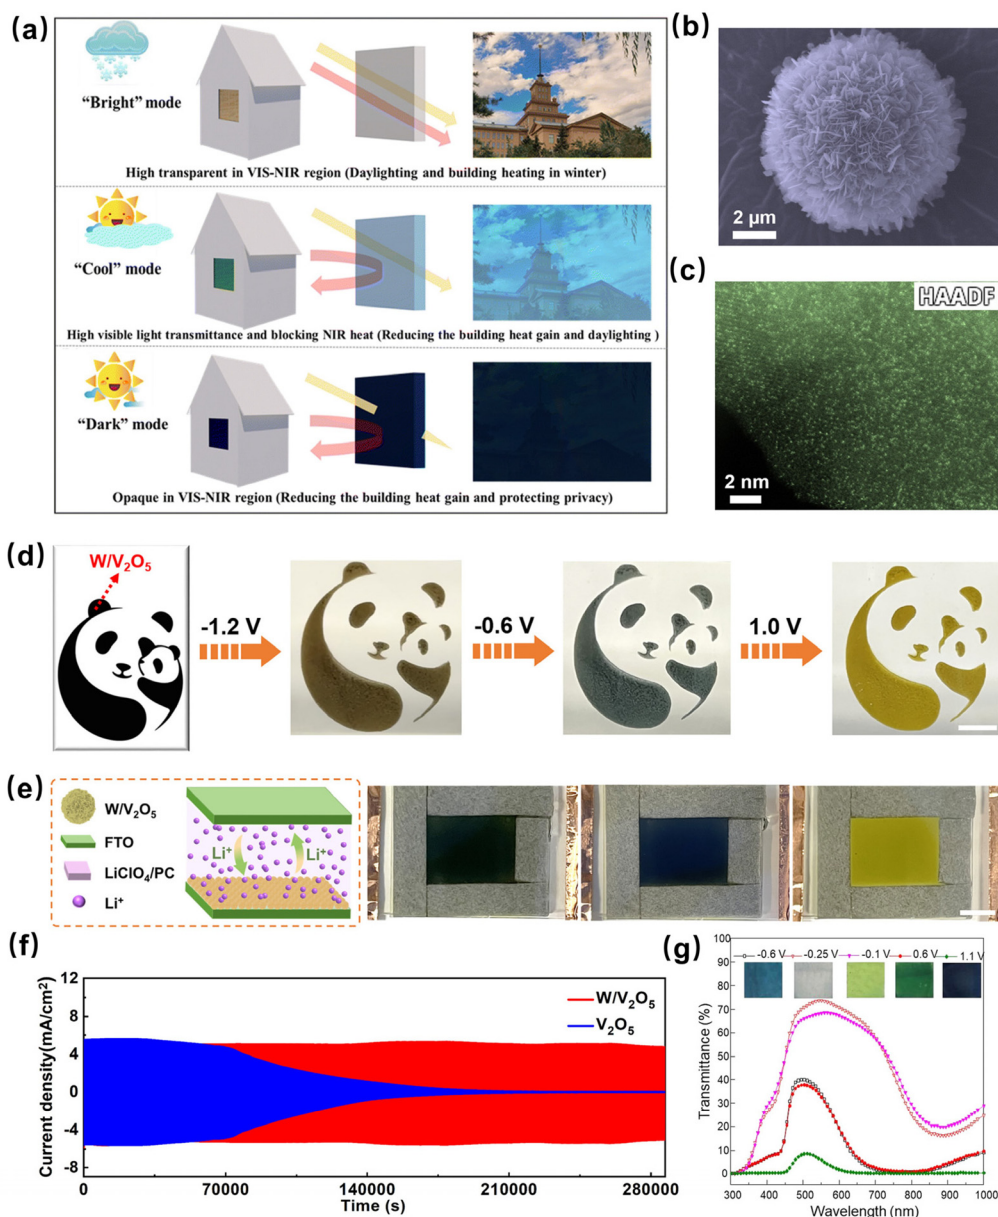 (a)
“Bright” mode
High transparent in VIS-NIR region (Daylighting and building heating in winter)
“Cool” mode
High visible light transmittance and blocking NIR heat (Reducing the building heat gain and daylighting )
“Dark” mode
Opaque in VIS-NIR region (Reducing the building heat gain and protecting privacy)
(b)
2 μm
(c)
HAADF
2 nm
(d)
W/V₂O₅
-1.2 V
-0.6 V
1.0 V
(e)
W/V₂O₅
FTO
LiClO₄/PC
Li⁺
Li⁺
Li⁺
(f)
Current density(mA/cm²)
12
8
4
0
-4
-8
W/V₂O₅
V₂O₅
0
70000
140000
210000
280000
Time (s)
(g)
Transmittance (%)
100
90
80
70
60
50
40
30
20
10
0
-0.6 V
-0.25 V
-0.1 V
0.6 V
1.1 V
300 400 500 600 700 800 900 1000
Wavelength (nm)